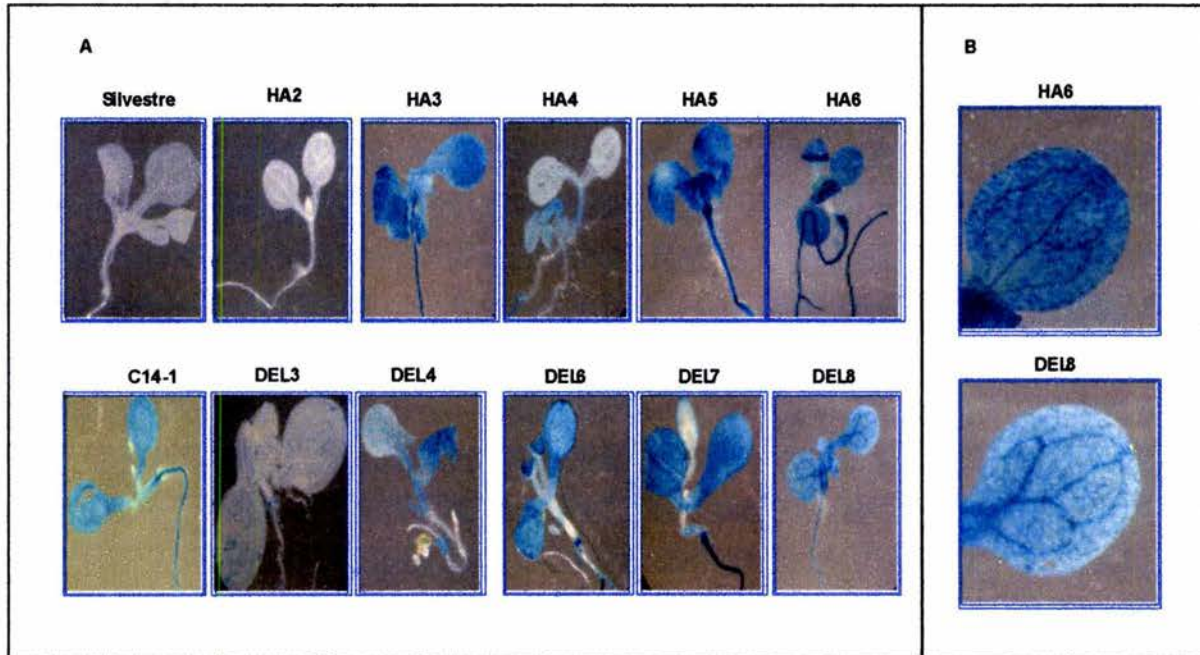 A
Silvestre HA2 HA3 HA4 HA5 HA6
C14-1 DEL3 DEL4 DEL6 DEL7 DEL8
B
HA6
DEL8